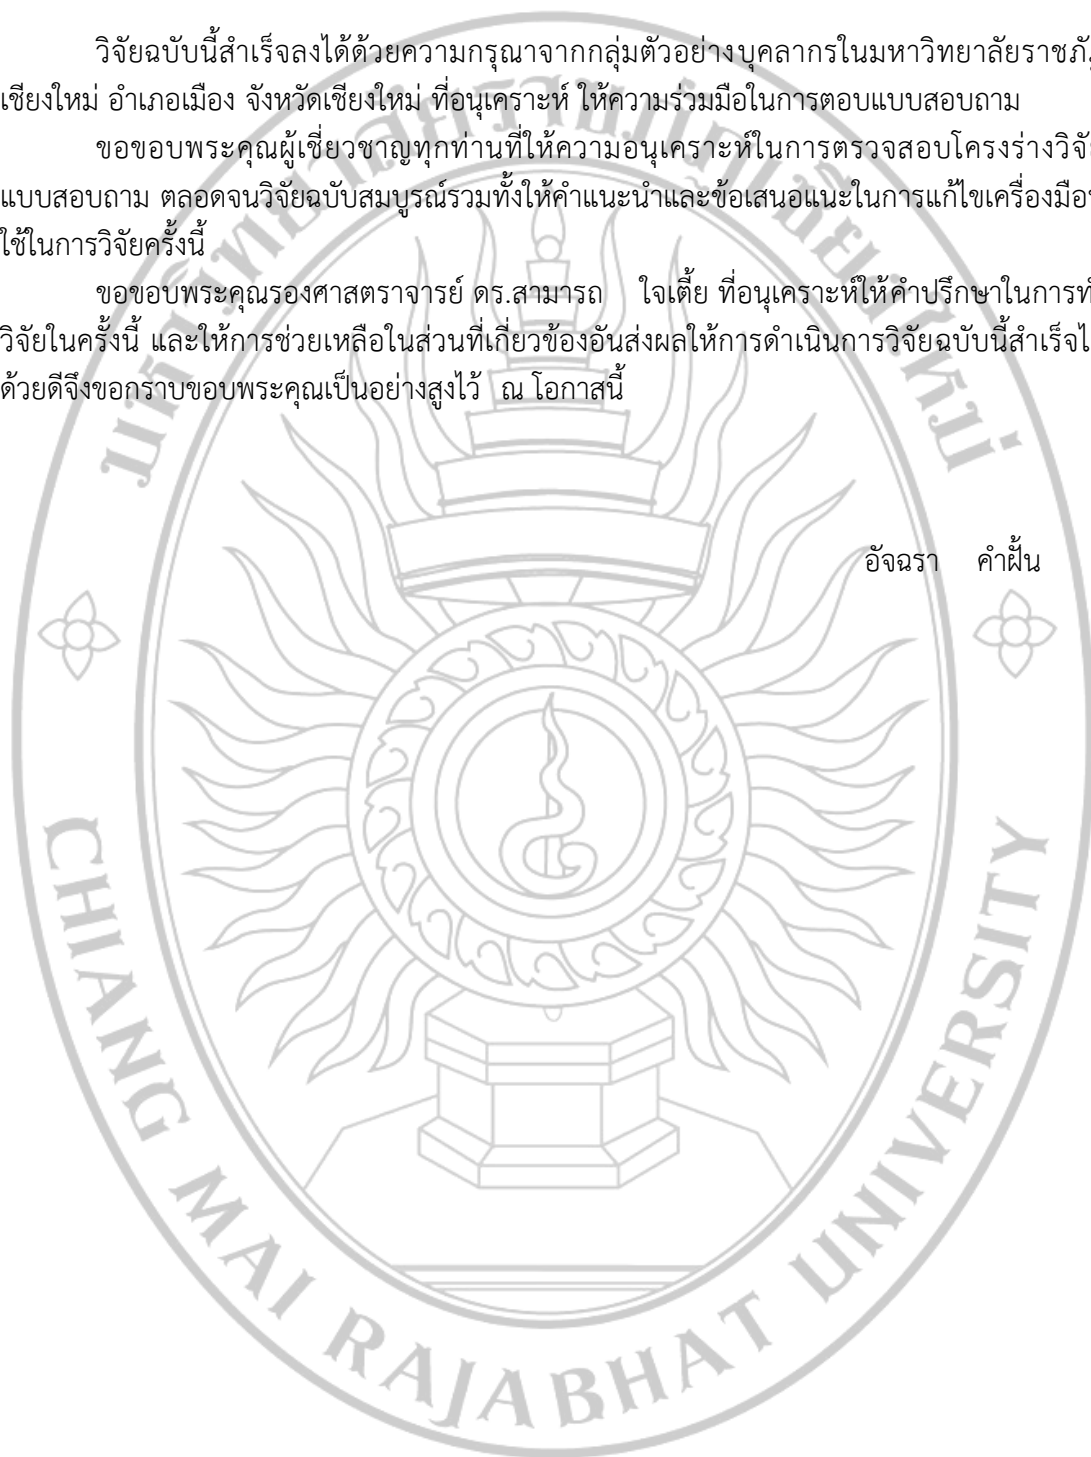 วิจัยฉบับนี้สำเร็จลงได้ด้วยความกรุณาจากกลุ่มตัวอย่างบุคลากรในมหาวิทยาลัยราชภัฏ
เชียงใหม่ อำเภอเมือง จังหวัดเชียงใหม่ ที่อนุเคราะห์ ให้ความร่วมมือในการตอบแบบสอบถาม
ขอขอบพระคุณผู้เชี่ยวชาญทุกท่านที่ให้ความอนุเคราะห์ในการตรวจสอบโครงร่างวิจัย
แบบสอบถาม ตลอดจนวิจัยฉบับสมบูรณ์รวมทั้งให้คำแนะนำและข้อเสนอแนะในการแก้ไขเครื่องมือ
ใช้ในการวิจัยครั้งนี้
ขอขอบพระคุณรองศาสตราจารย์ ดร.สามารถ ใจเตี้ย ที่อนุเคราะห์ให้คำปรึกษาในการ
วิจัยในครั้งนี้ และให้การช่วยเหลือในส่วนที่เกี่ยวข้องอันส่งผลให้การดำเนินการวิจัยฉบับนี้สำเร็จ
ด้วยดีจึงขอกราบขอบพระคุณเป็นอย่างสูงไว้ ณ โอกาสนี้
อัจฉรา คำฝั้น
มหาวิทยาลัยราชภัฏเชียงใหม่
CHIANG MAI RAJABHAT UNIVERSITY